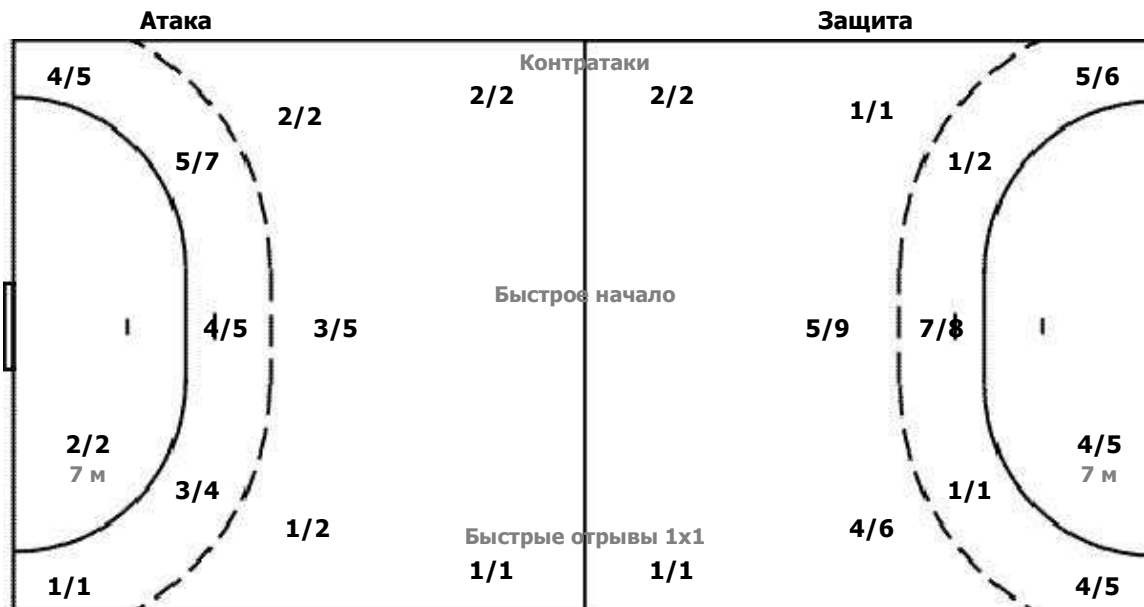 Атака Защита
Контратаки
4/5 2/2 2/2 5/6
2/2 1/1
5/7 1/2
Быстрое начало
4/5 3/5 5/9 7/8
2/2 4/5
7 м 7 м
3/4 1/1
1/2 Быстрые отрывы 1x1 4/6
1/1 1/1 1/1 4/5